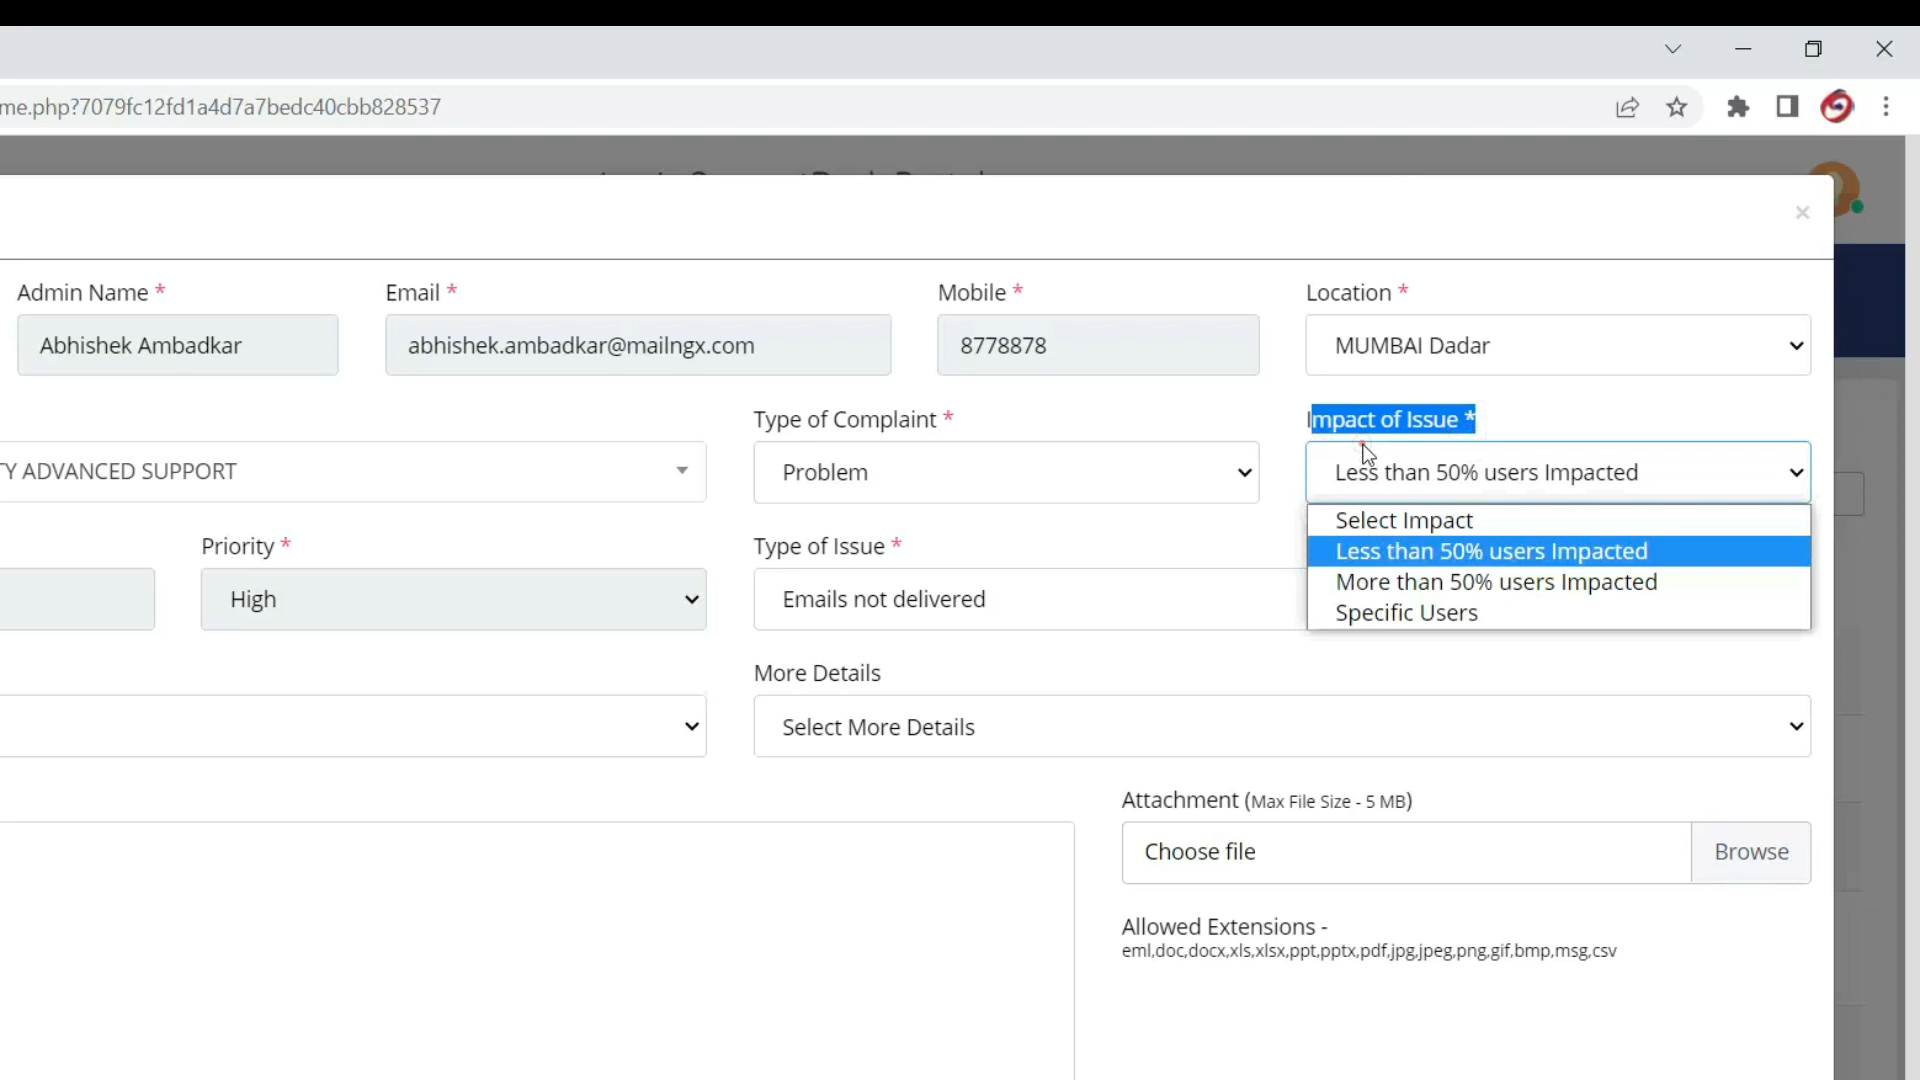 me.php?7079fc12fd1a4d7a7bedc40cbb828537
Admin Name *
Email *
Mobile *
Location *
Abhishek Ambadkar
abhishek.ambadkar@mailngx.com
8778878
MUMBAI Dadar
Type of Complaint *
Impact of Issue *
TY ADVANCED SUPPORT
Problem
Less than 50% users Impacted
Select Impact
Less than 50% users Impacted
More than 50% users Impacted
Specific Users
Priority *
Type of Issue *
High
Emails not delivered
More Details
Select More Details
Attachment (Max File Size - 5 MB)
Choose file
Browse
Allowed Extensions -
eml,doc,docx,xls,xlsx,ppt,pptx,pdf,jpg,jpeg,png,gif,bmp,msg,csv